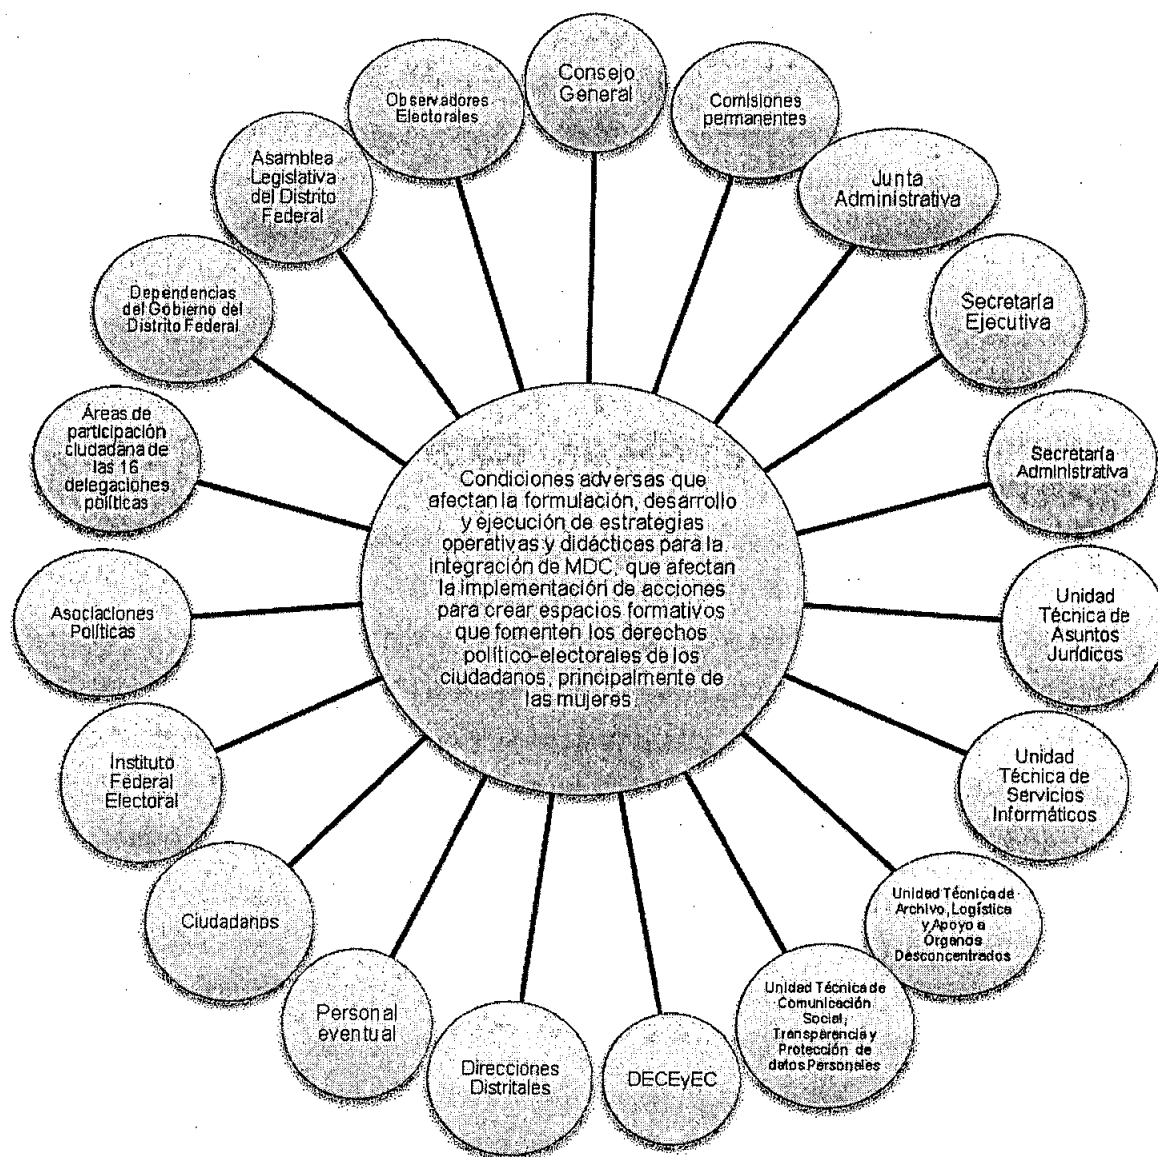 Consejo
General
Comisiones
permanentes
Junta
Administrativa
Secretaría
Ejecutiva
Secretaría
Administrativa
Unidad
Técnica de
Asuntos
Jurídicos
Unidad
Técnica de
Servicios
Informáticos
Unidad Técnica de
Archivo, Logística
y Apoyo a
Órganos
Desconcentrados
Unidad Técnica de
Comunicación
Social,
Transparencia y
Protección de
datos Personales
DECEyEC
Direcciones
Distritales
Personal
eventual
Ciudadanos
Instituto
Federal
Electoral
Asociaciones
Políticas
Áreas de
participación
ciudadana de
las 16
delegaciones
políticas
Dependencias
del Gobierno del
Distrito Federal
Asamblea
Legislativa
del Distrito
Federal
Observadores
Electorales
Condiciones adversas que
afectan la formulación, desarrollo
y ejecución de estrategias
operativas y didácticas para la
integración de MDC, que afectan
la implementación de acciones
para crear espacios formativos
que fomenten los derechos
político-electorales de los
ciudadanos, principalmente de
las mujeres.